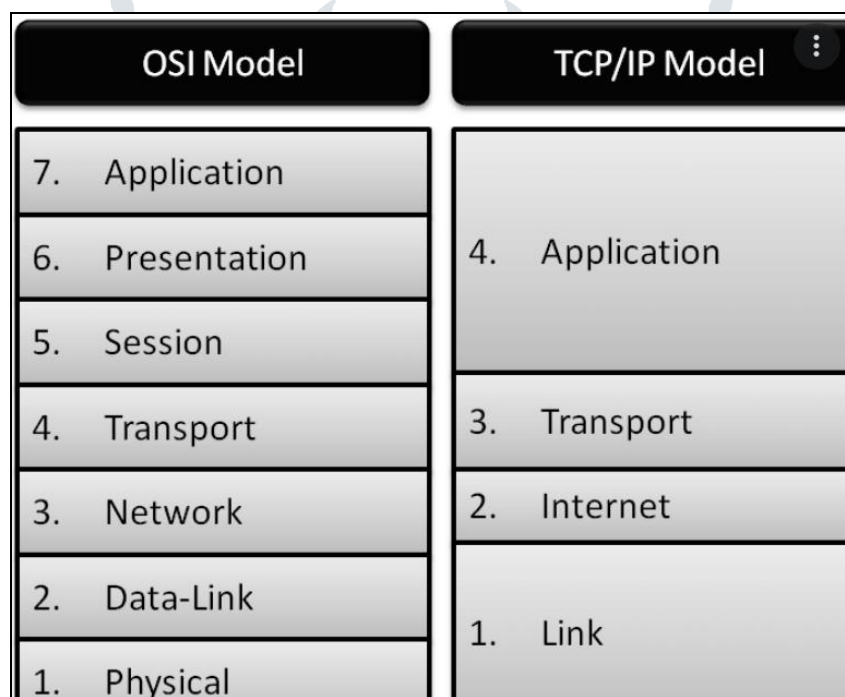 OSI Model
7. Application
6. Presentation
5. Session
4. Transport
3. Network
2. Data-Link
1. Physical
TCP/IP Model
4. Application
3. Transport
2. Internet
1. Link